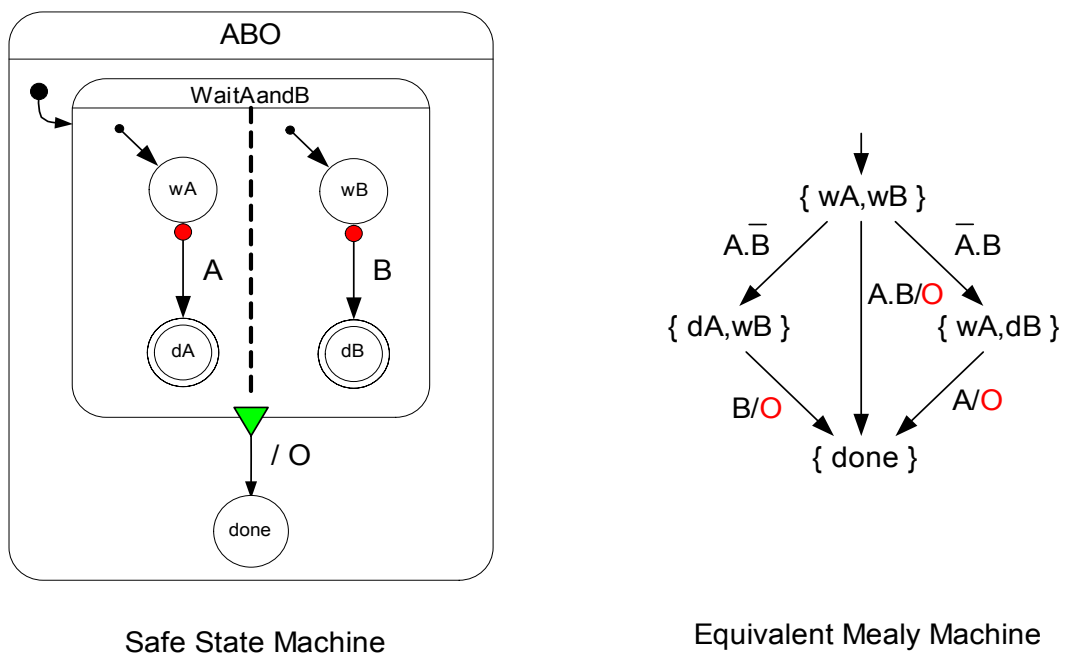 ABO
WaitAandB
wA
wB
A
B
dA
dB
/ O
done
Safe State Machine
{ wA,wB }
A.B̅
A̅.B
A.B/O
{ dA,wB }
{ wA,dB }
B/O
A/O
{ done }
Equivalent Mealy Machine